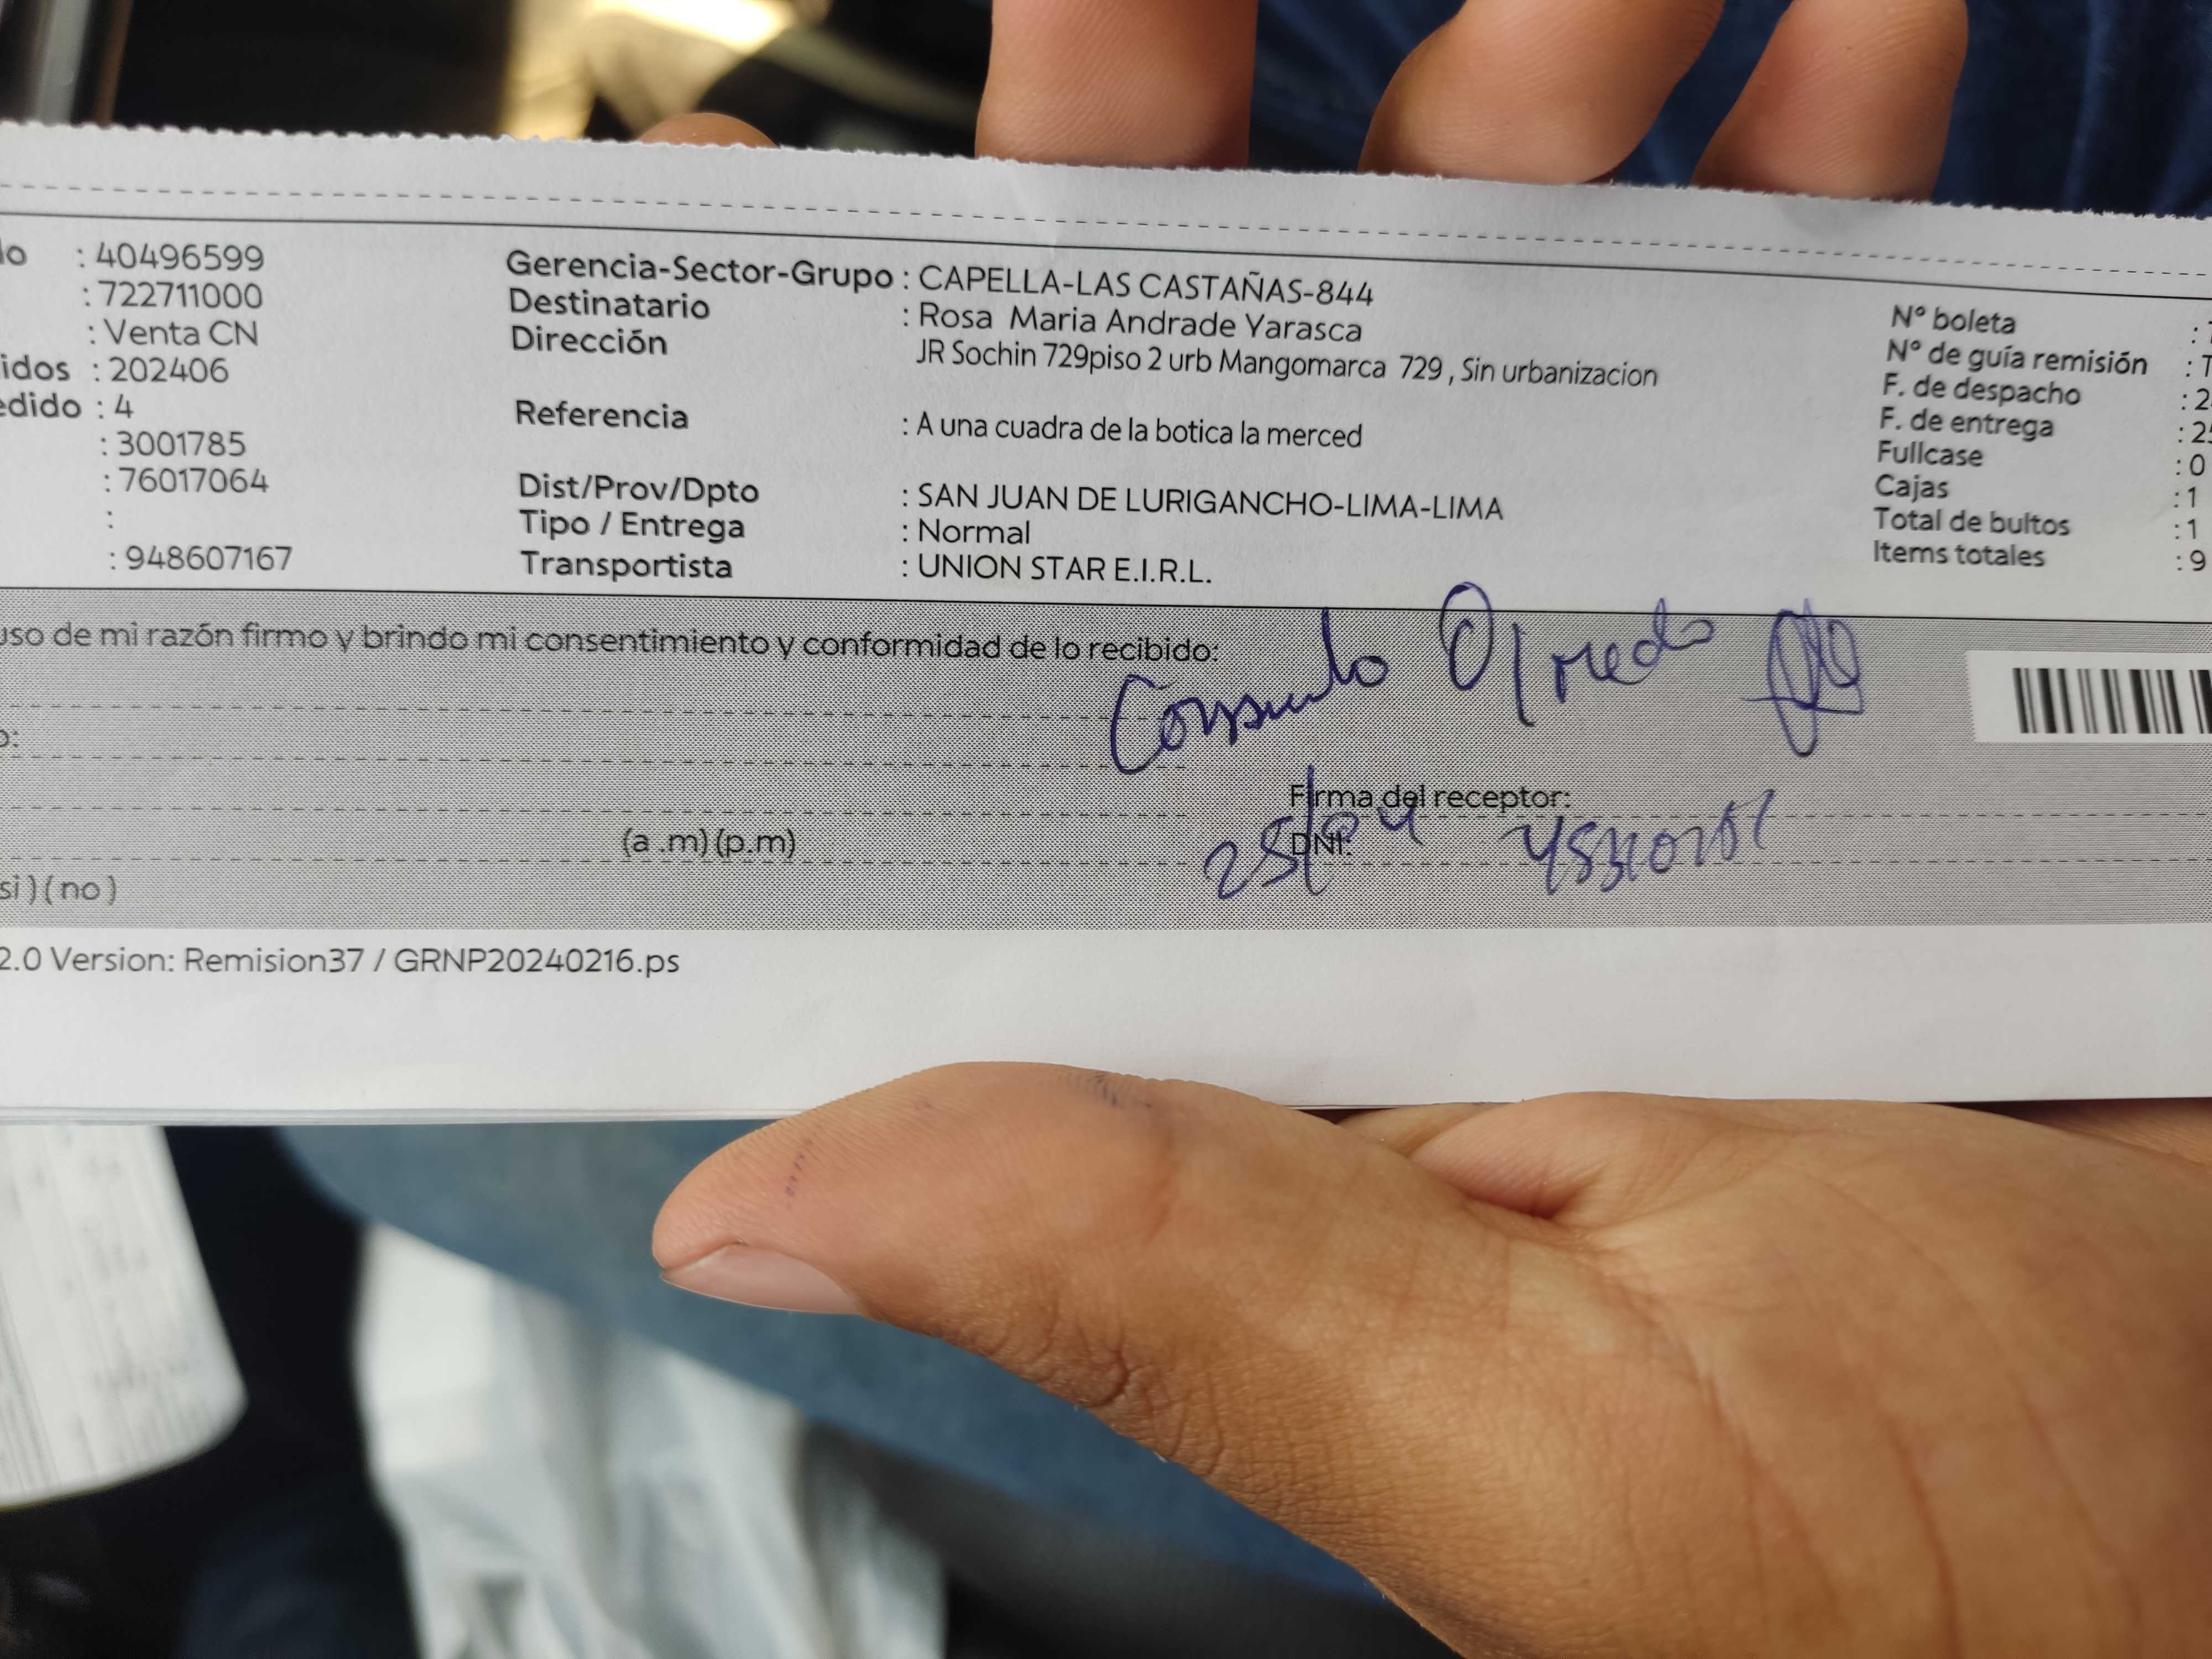 do : 40496599
: 722711000
: Venta CN
idos : 202406
edido : 4
: 3001785
: 76017064
:
: 948607167
Gerencia-Sector-Grupo : CAPELLA-LAS CASTAÑAS-844
Destinatario : Rosa Maria Andrade Yarasca
Dirección JR Sochin 729piso 2 urb Mangomarca 729 , Sin urbanizacion
Referencia : A una cuadra de la botica la merced
Dist/Prov/Dpto : SAN JUAN DE LURIGANCHO-LIMA-LIMA
Tipo / Entrega : Normal
Transportista : UNION STAR E.I.R.L.
N° boleta :
N° de guía remisión : T
F. de despacho : 2
F. de entrega : 25
Fullcase : 0
Cajas : 1
Total de bultos : 1
Items totales : 9
uso de mi razón firmo y brindo mi consentimiento y conformidad de lo recibido:
Consuelo Olmedo
o:
Firma del receptor:
(a .m) (p.m)
DNI:
25/04
si ) ( no )
2.0 Version: Remision37 / GRNP20240216.ps